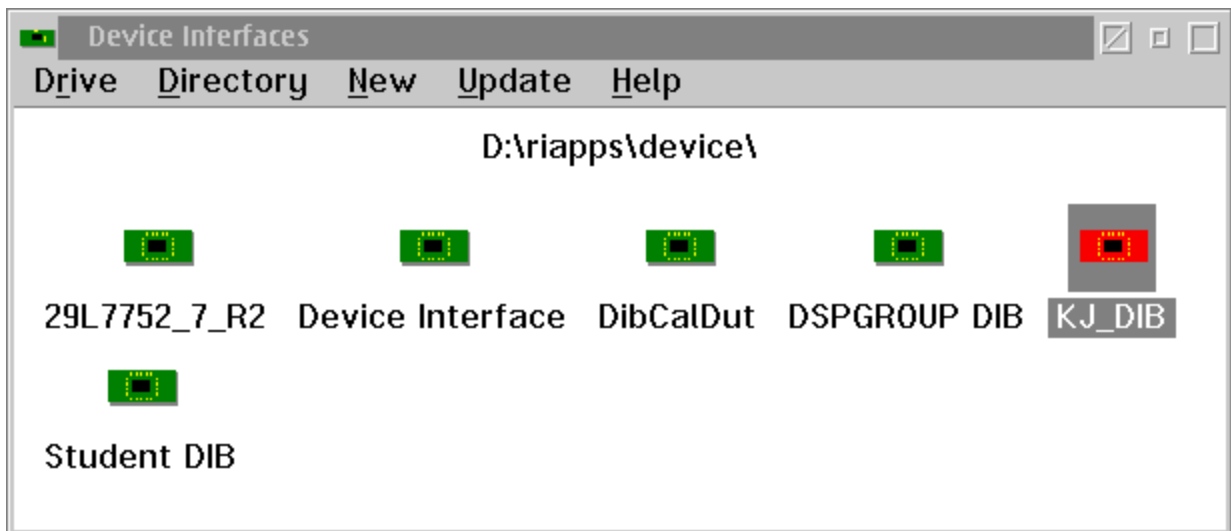 Device Interfaces
Drive Directory New Update Help
D:\riapps\device\
29L7752_7_R2 Device Interface DibCalDut DSPGROUP DIB KJ_DIB
Student DIB